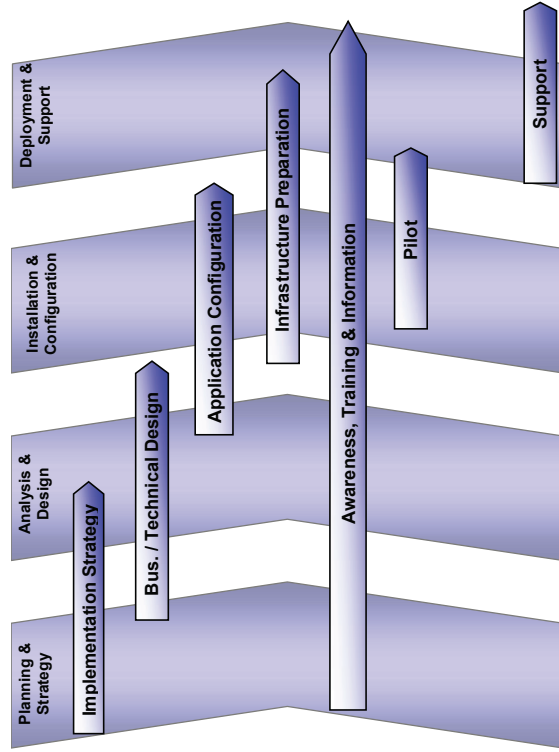 Planning &
Strategy
Analysis &
Design
Installation &
Configuration
Deployment &
Support
Implementation Strategy
Bus. / Technical Design
Application Configuration
Infrastructure Preparation
Awareness, Training & Information
Pilot
Support